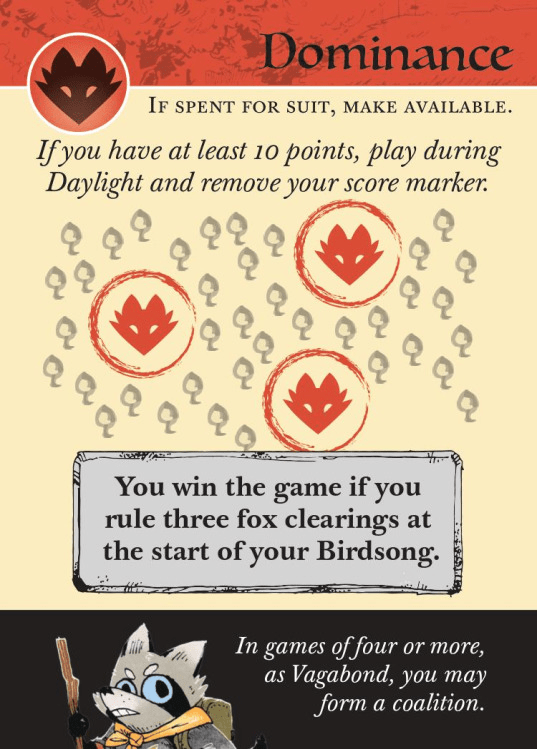 Dominance
If spent for suit, make available.
If you have at least 10 points, play during
Daylight and remove your score marker.
You win the game if you
rule three fox clearings at
the start of your Birdsong.
In games of four or more,
as Vagabond, you may
form a coalition.